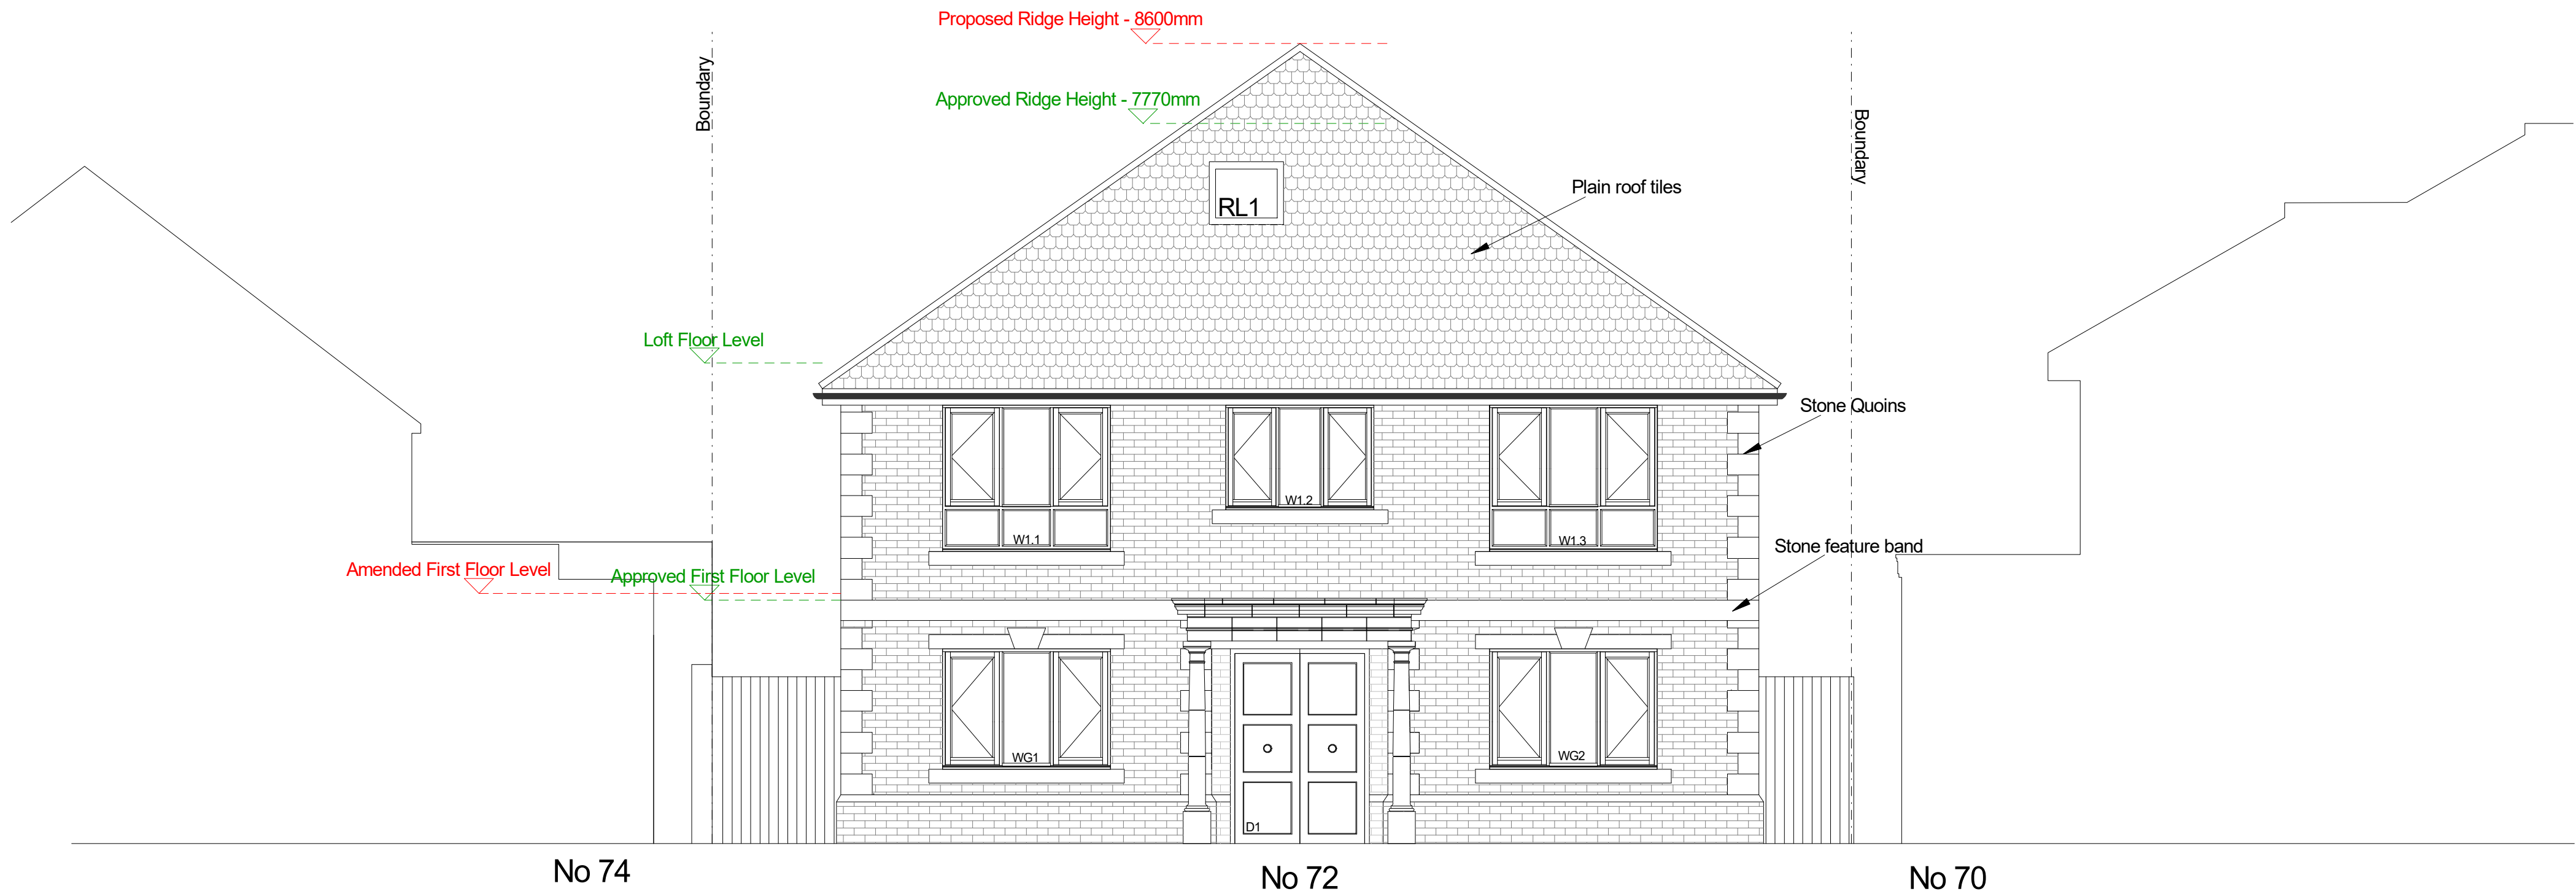 Proposed Ridge Height - 8600mm
Boundary
Approved Ridge Height - 7770mm
Boundary
Plain roof tiles
RL1
Loft Floor Level
Stone Quoins
W1.2
W1.1
W1.3
Stone feature band
Amended First Floor Level
Approved First Floor Level
WG1
WG2
D1
No 74
No 72
No 70